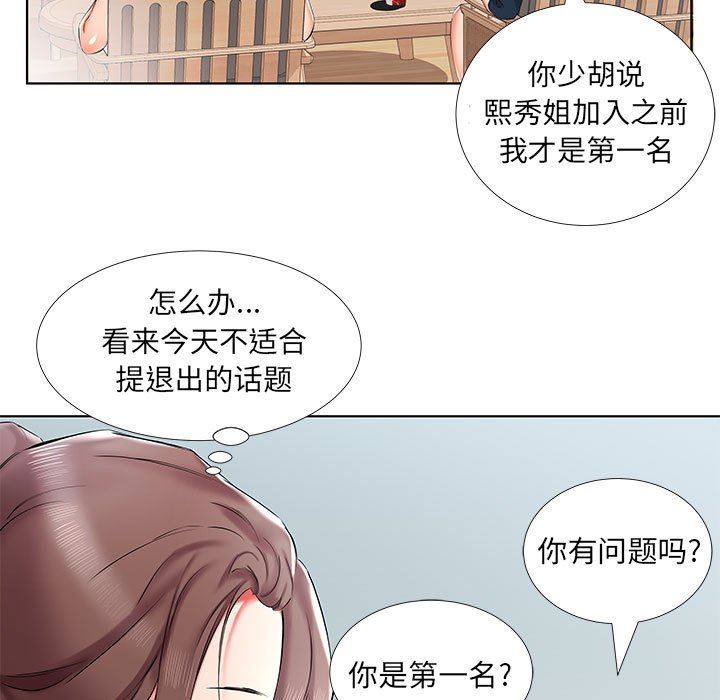 你少胡说
熙秀姐加入之前
我才是第一名
怎么办...
看来今天不适合
提退出的话题
你有问题吗?
你是第一名?